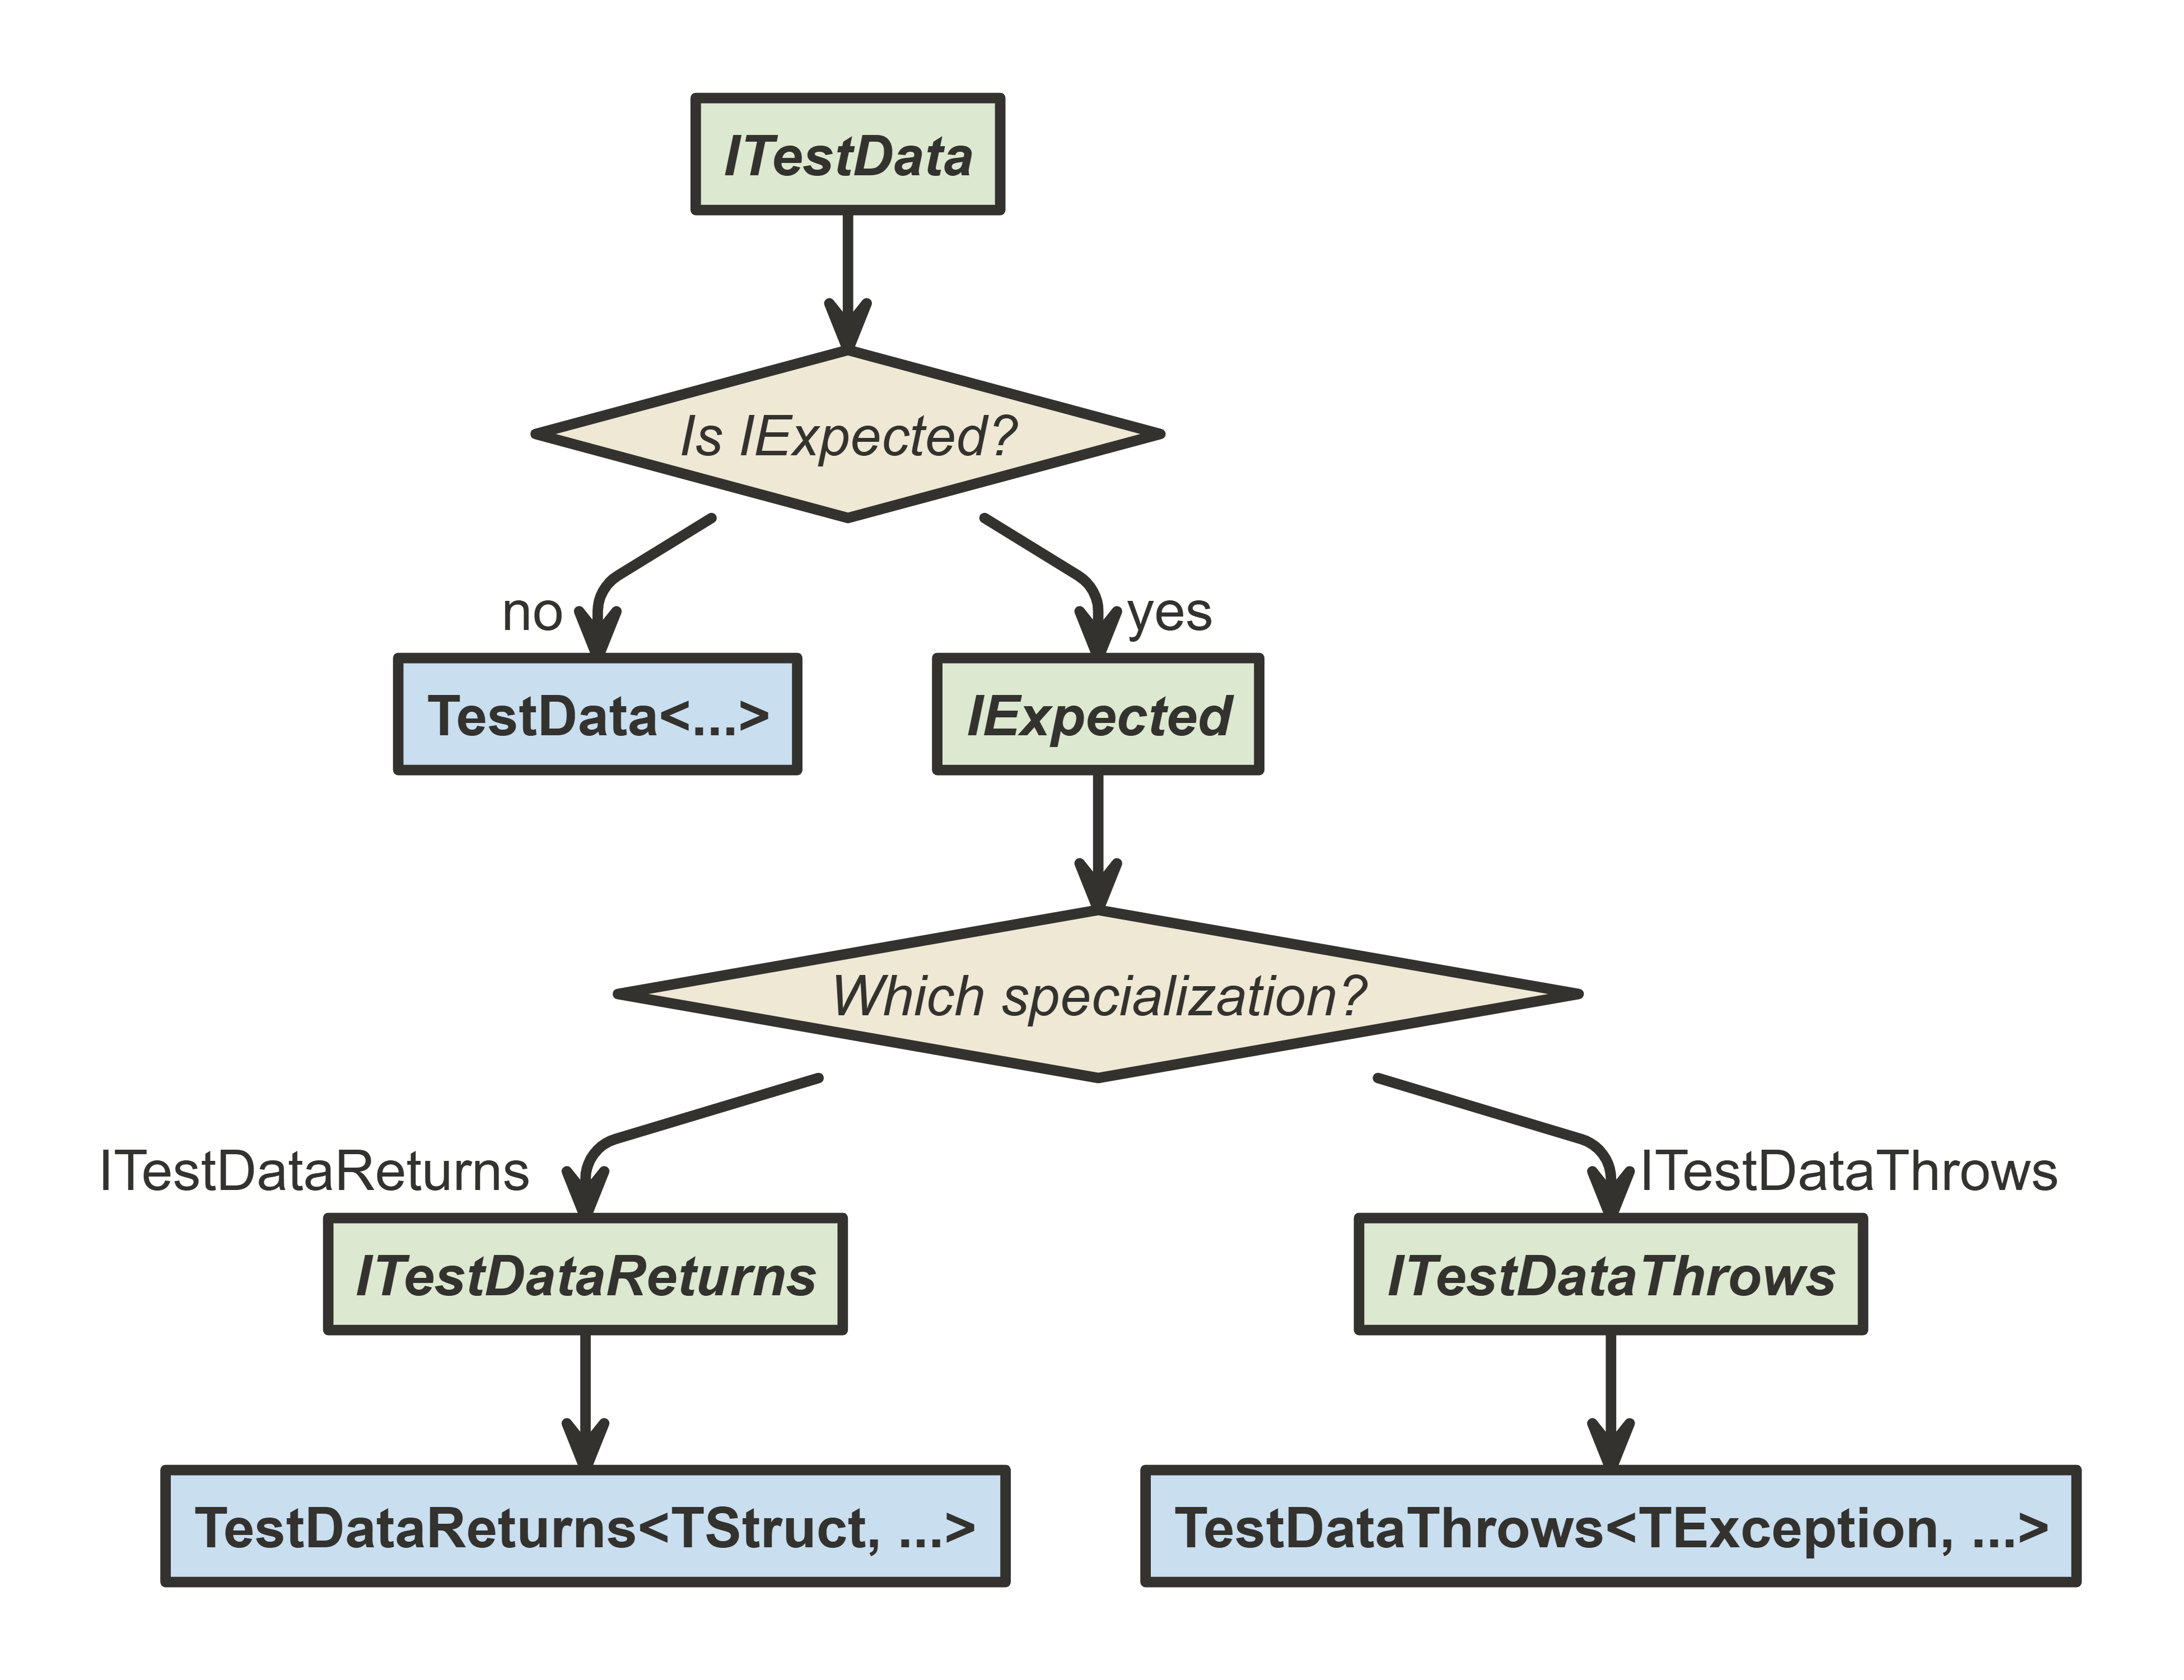 ITestData
Is IExpected?
no
yes
TestData<...>
IExpected
Which specialization?
ITestDataReturns
ITestDataThrows
ITestDataReturns
ITestDataThrows
TestDataReturns<TStruct, ...>
TestDataThrows<TException, ...>